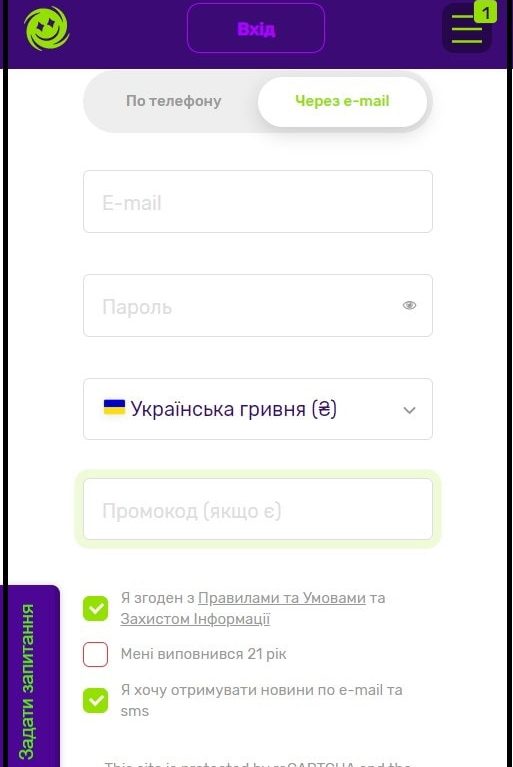 Вхід
1
По телефону
Через e-mail
E-mail
Пароль
Українська гривня (₴)
Промокод (якщо є)
Я згоден з Правилами та Умовами та
Захистом Інформації
Мені виповнився 21 рік
Я хочу отримувати новини по e-mail та
sms
Задати запитання
This site is protected by reCAPTCHA and the